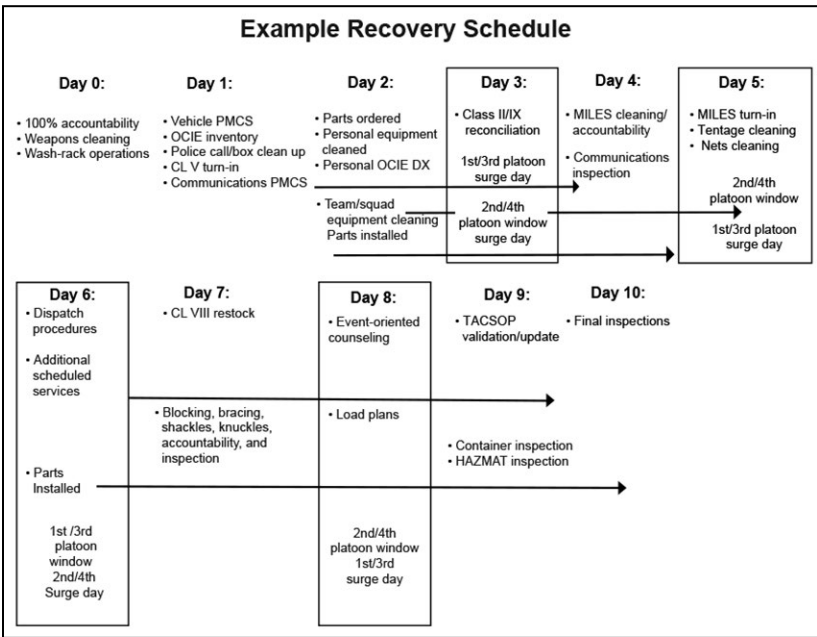 Example Recovery Schedule
Day 0:
• 100% accountability
• Weapons cleaning
• Wash-rack operations
Day 1:
• Vehicle PMCS
• OCIE inventory
• Police call/box clean up
• CL V turn-in
• Communications PMCS
Day 2:
• Parts ordered
• Personal equipment
cleaned
• Personal OCIE DX
• Team/squad
equipment cleaning
Parts installed
Day 3:
• Class II/IX
reconciliation
1st/3rd platoon
surge day
2nd/4th
platoon window
surge day
Day 4:
• MILES cleaning/
accountability
• Communications
inspection
Day 5:
• MILES turn-in
• Tentage cleaning
• Nets cleaning
2nd/4th
platoon window
1st/3rd platoon
surge day
Day 6:
• Dispatch
procedures
• Additional
scheduled
services
• Parts
Installed
1st /3rd
platoon
window
2nd/4th
Surge day
Day 7:
• CL VIII restock
• Blocking, bracing,
shackles, knuckles,
accountability, and
inspection
Day 8:
• Event-oriented
counseling
• Load plans
2nd/4th
platoon window
1st/3rd
surge day
Day 9:
• TACSOP
validation/update
• Container inspection
• HAZMAT inspection
Day 10:
• Final inspections